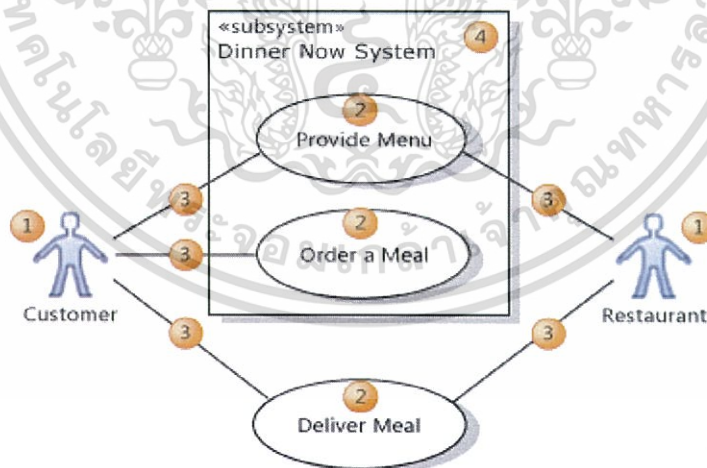 «subsystem»
Dinner Now System
4
2
Provide Menu
3
3
1
1
2
3
Order a Meal
Customer
Restaurant
3
3
2
Deliver Meal